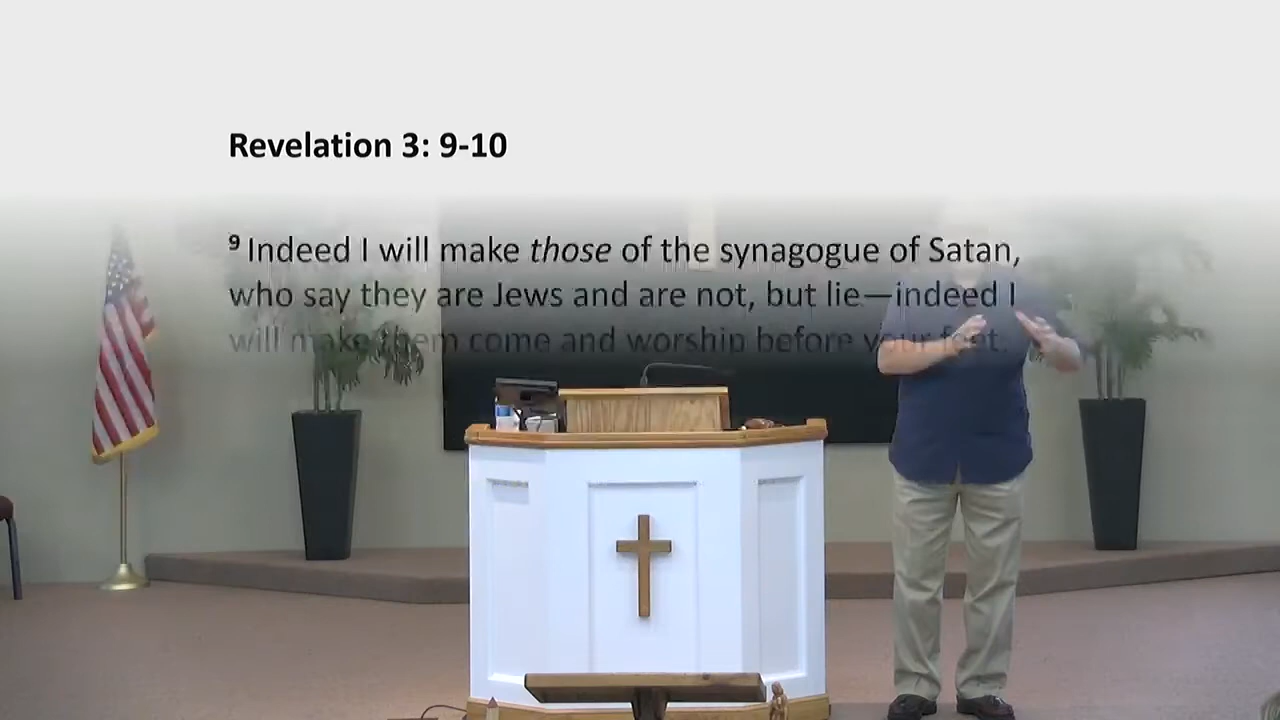 Revelation 3: 9-10
9 Indeed I will make those of the synagogue of Satan,
who say they are Jews and are not, but lie—indeed I
will make them come and worship before your feet,